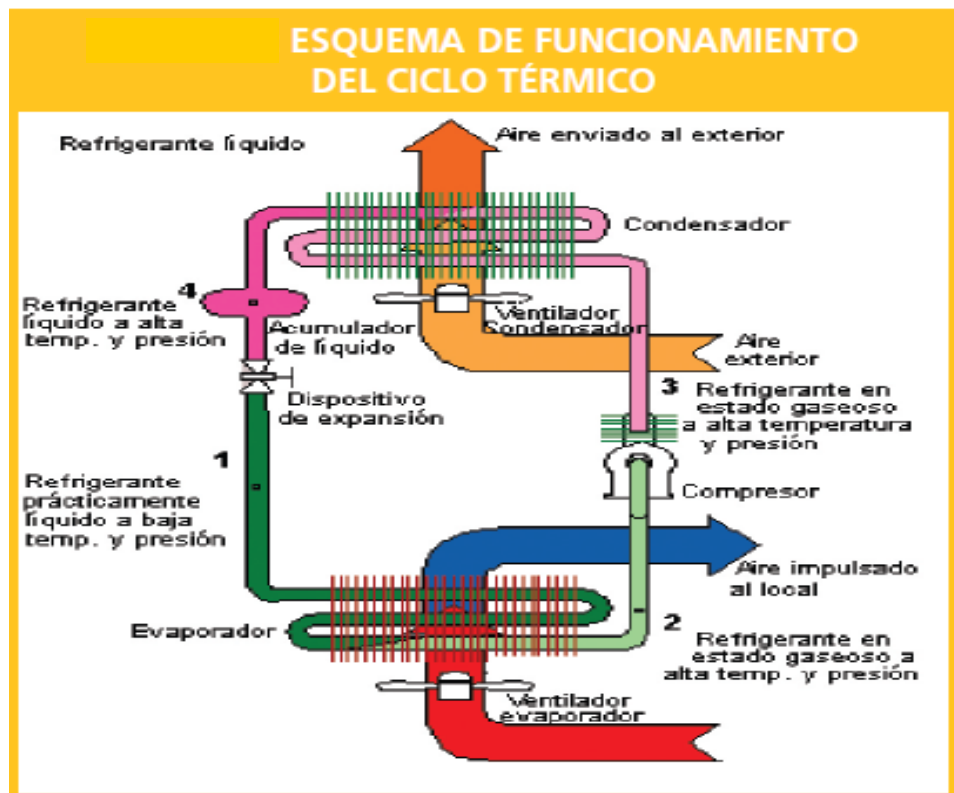 ESQUEMA DE FUNCIONAMIENTO
DEL CICLO TÉRMICO
Refrigerante líquido
Aire enviado al exterior
Condensador
4
Refrigerante
líquido a alta
temp. y presión
Acumulador
de líquido
Ventilador
Condensador
Aire
exterior
Dispositivo
de expansión
3
Refrigerante en
estado gaseoso
a alta temperatura
y presión
1
Refrigerante
prácticamente
líquido a baja
temp. y presión
Compresor
Aire impulsado
al local
Evaporador
2
Refrigerante en
estado gaseoso a
alta temp. y presión
Ventilador
evaporador